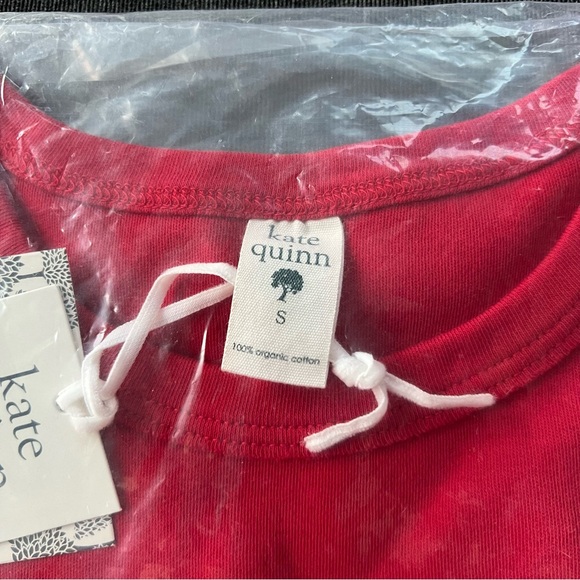 kate
quinn
S
100% organic cotton
kate